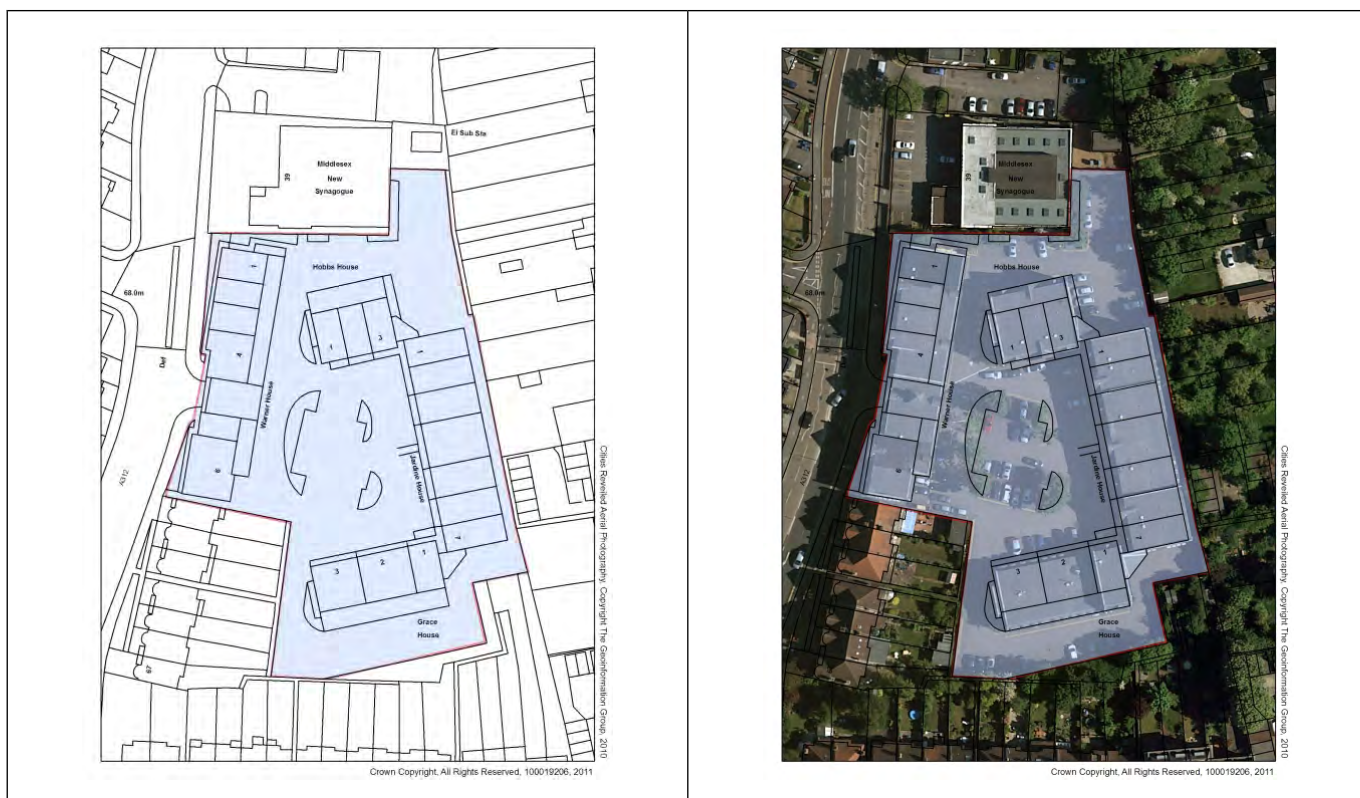 El Sub Sta
39
Middlesex
New
Synagogue
Hobbs House
1
68.0m
4
Def
Warner House
1
3
1
A312
6
Jardine House
7
3
2
1
Grace
House
Cities Revealed Aerial Photography, Copyright The Geoinformation Group, 2010
Crown Copyright, All Rights Reserved, 100019206, 2011
39
Middlesex
New
Synagogue
1
Hobbs House
68.0m
4
Warner House
1
3
1
A312
6
Jardine House
7
3
2
1
Grace
House
Cities Revealed Aerial Photography, Copyright The Geoinformation Group, 2010
Crown Copyright, All Rights Reserved, 100019206, 2011